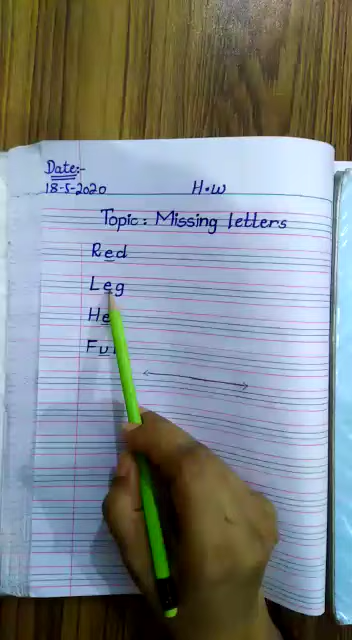 Date:-
18-5-2020 H.w
Topic: Missing letters
Red
Leg